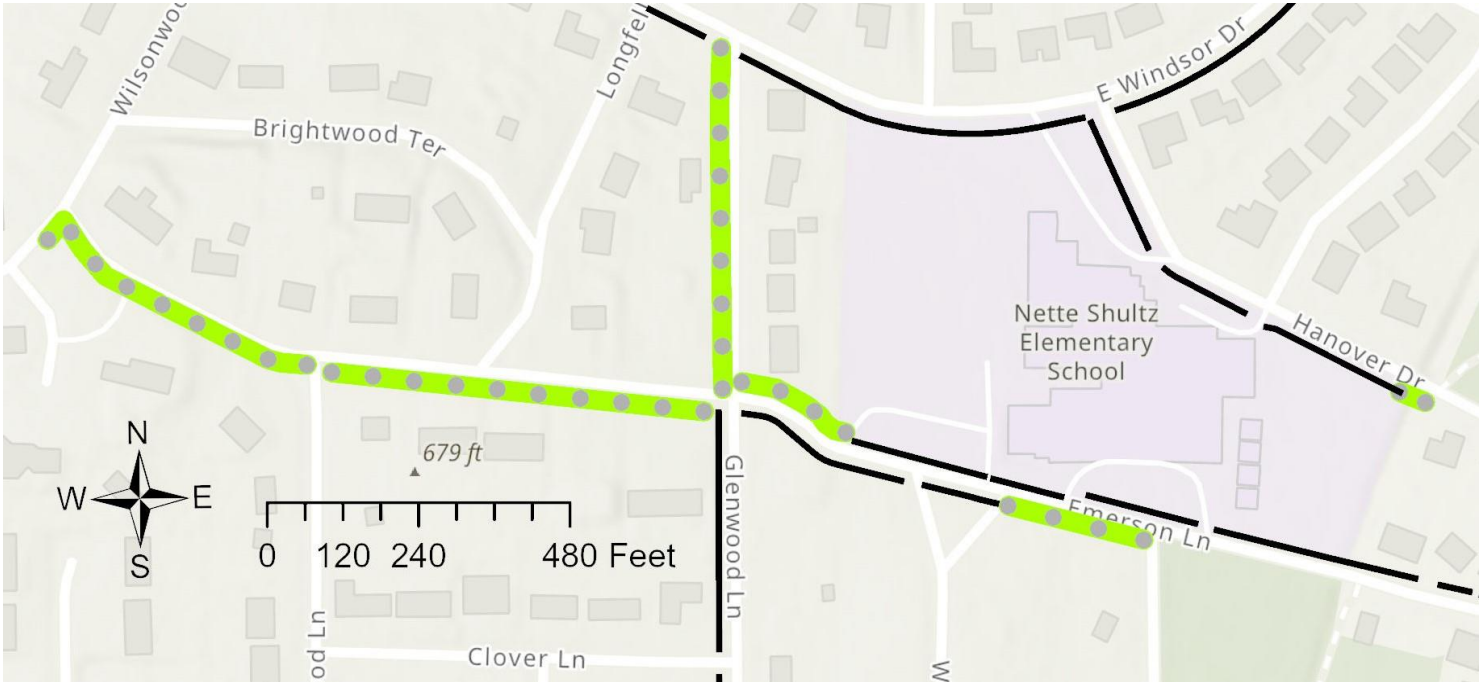 Wilsonwoo
Longfell
E Windsor Dr
Brightwood Ter
Nette Shultz
Elementary
School
Hanover Dr
679 ft
N
W E
S
0 120 240 480 Feet
Glenwood Ln
Emerson Ln
od Ln
Clover Ln
W